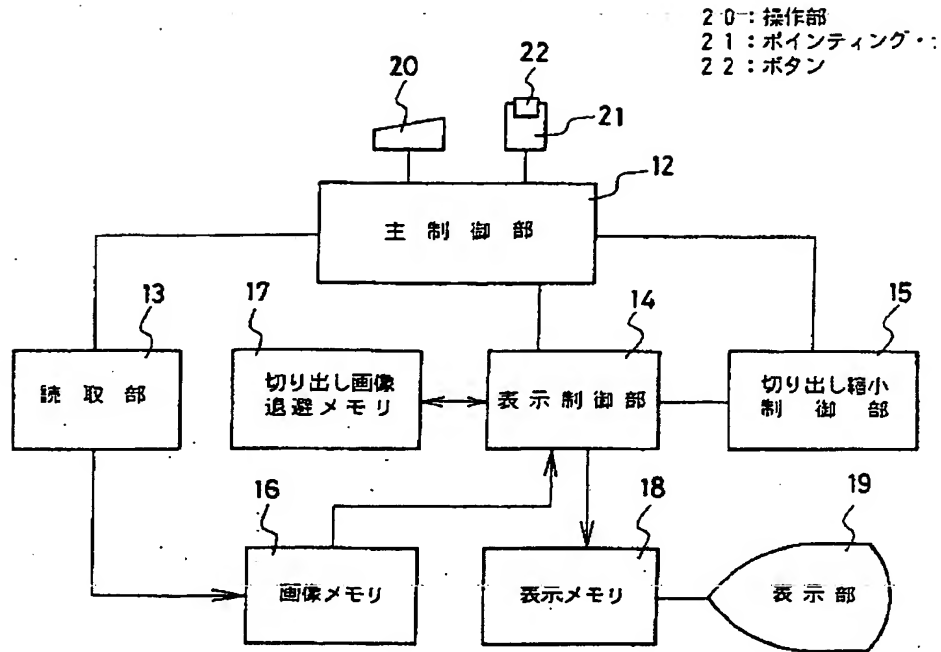 20:操作部
21:ポインティング・
22:ボタン
20
22
21
12
主制御部
13
17
14
15
読取部
切り出し画像
退避メモリ
表示制御部
切り出し縮小
制御部
16
18
19
画像メモリ
表示メモリ
表示部